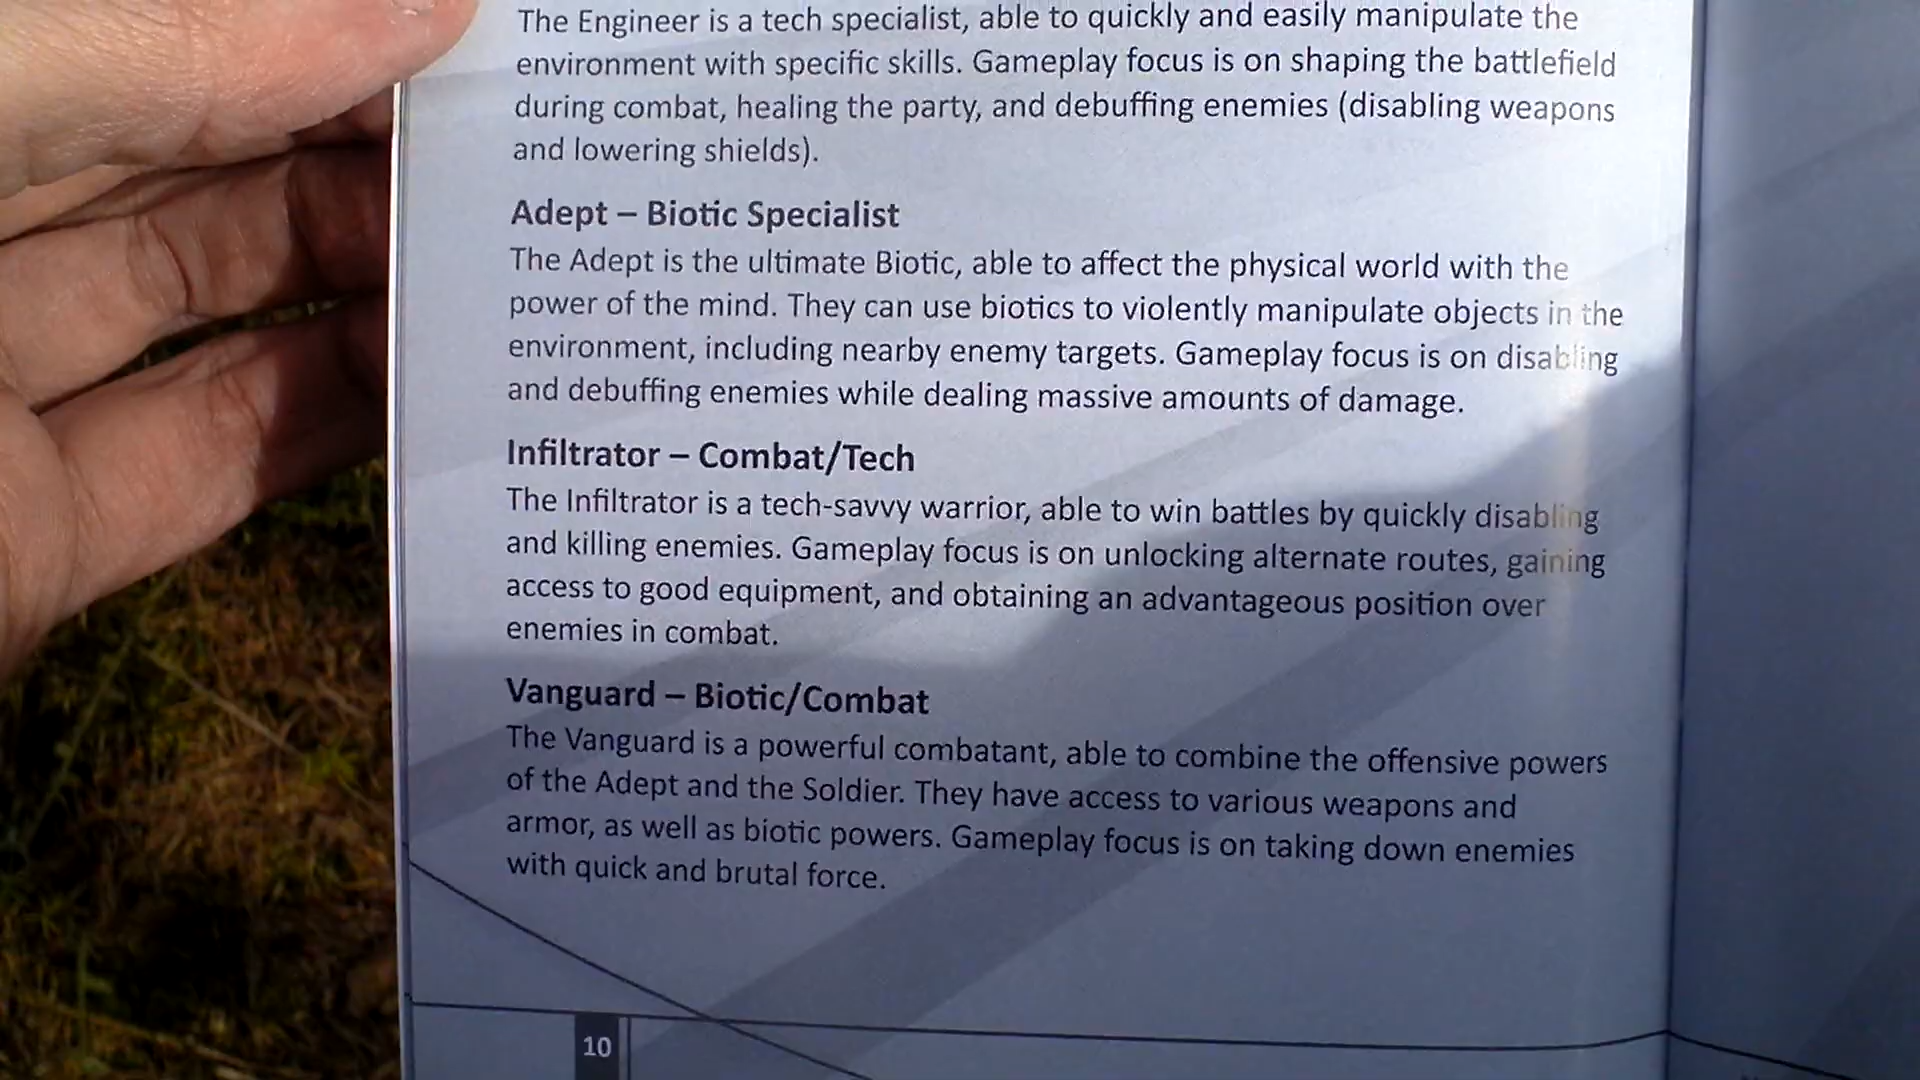 The Engineer is a tech specialist, able to quickly and easily manipulate the
environment with specific skills. Gameplay focus is on shaping the battlefield
during combat, healing the party, and debuffing enemies (disabling weapons
and lowering shields).
Adept – Biotic Specialist
The Adept is the ultimate Biotic, able to affect the physical world with the
power of the mind. They can use biotics to violently manipulate objects in the
environment, including nearby enemy targets. Gameplay focus is on disabling
and debuffing enemies while dealing massive amounts of damage.
Infiltrator – Combat/Tech
The Infiltrator is a tech-savvy warrior, able to win battles by quickly disabling
and killing enemies. Gameplay focus is on unlocking alternate routes, gaining
access to good equipment, and obtaining an advantageous position over
enemies in combat.
Vanguard – Biotic/Combat
The Vanguard is a powerful combatant, able to combine the offensive powers
of the Adept and the Soldier. They have access to various weapons and
armor, as well as biotic powers. Gameplay focus is on taking down enemies
with quick and brutal force.
10